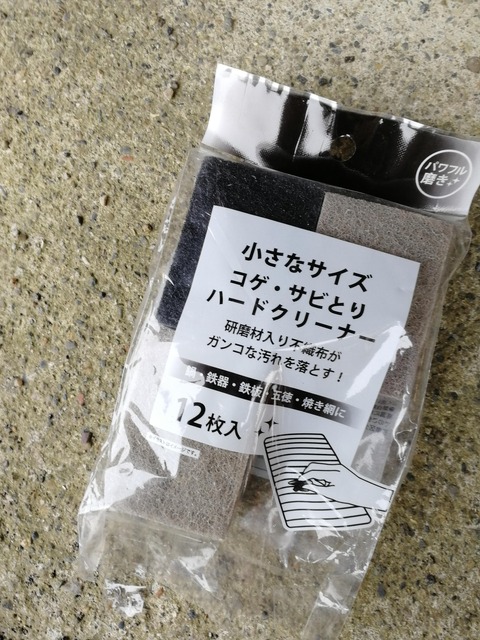 パワフル
磨き
小さなサイズ
コゲ・サビとり
ハードクリーナー
研磨材入り不織布が
ガンコな汚れを落とす！
鍋・鉄器・鉄板・五徳・焼き網に
12枚入